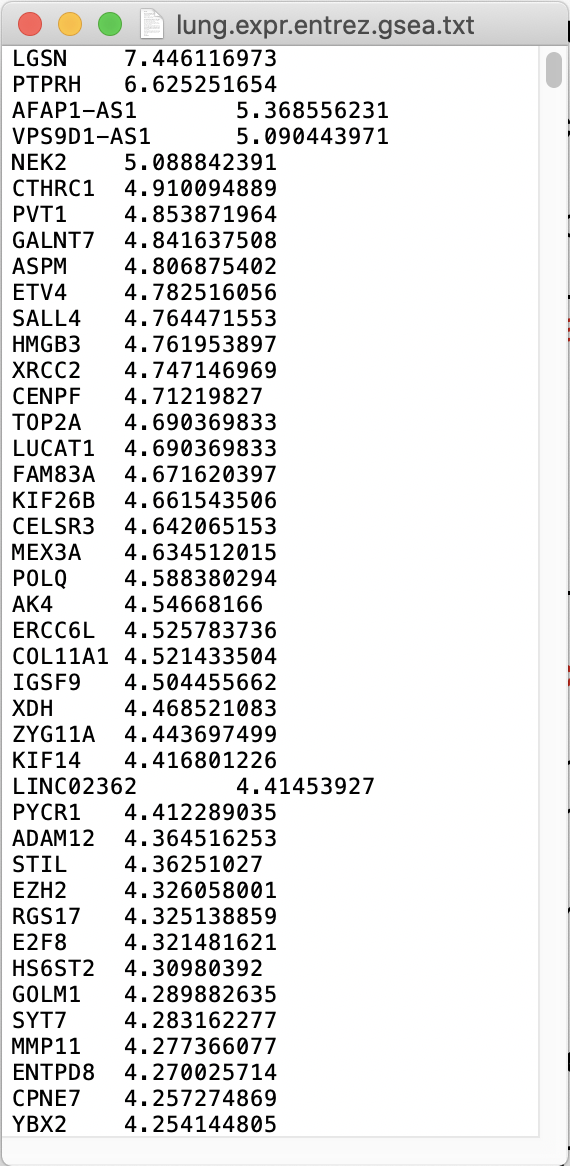 lung.expr.entrez.gsea.txt
LGSN 7.446116973
PTPRH 6.625251654
AFAP1-AS1 5.368556231
VPS9D1-AS1 5.090443971
NEK2 5.088842391
CTHRC1 4.910094889
PVT1 4.853871964
GALNT7 4.841637508
ASPM 4.806875402
ETV4 4.782516056
SALL4 4.764471553
HMGB3 4.761953897
XRCC2 4.747146969
CENPF 4.71219827
TOP2A 4.690369833
LUCAT1 4.690369833
FAM83A 4.671620397
KIF26B 4.661543506
CELSR3 4.642065153
MEX3A 4.634512015
POLQ 4.588380294
AK4 4.54668166
ERCC6L 4.525783736
COL11A1 4.521433504
IGSF9 4.504455662
XDH 4.468521083
ZYG11A 4.443697499
KIF14 4.416801226
LINC02362 4.41453927
PYCR1 4.412289035
ADAM12 4.364516253
STIL 4.36251027
EZH2 4.326058001
RGS17 4.325138859
E2F8 4.321481621
HS6ST2 4.30980392
GOLM1 4.289882635
SYT7 4.283162277
MMP11 4.277366077
ENTPD8 4.270025714
CPNE7 4.257274869
YBX2 4.254144805